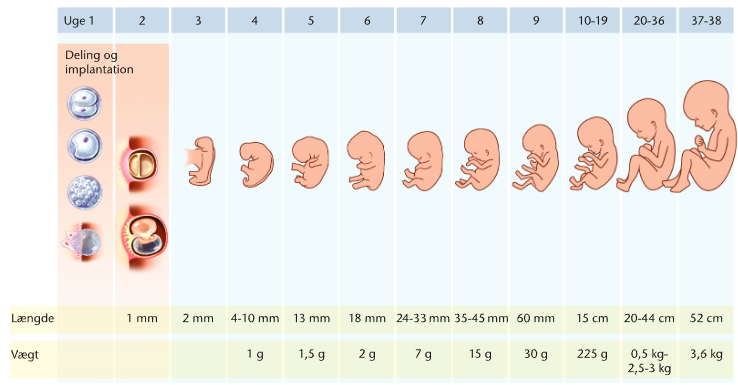 Uge 1 2 3 4 5 6 7 8 9 10-19 20-36 37-38
Deling og
implantation
Længde 1 mm 2 mm 4-10 mm 13 mm 18 mm 24-33 mm 35-45 mm 60 mm 15 cm 20-44 cm 52 cm
Vægt 1 g 1,5 g 2 g 7 g 15 g 30 g 225 g 0,5 kg- 3,6 kg
2,5-3 kg